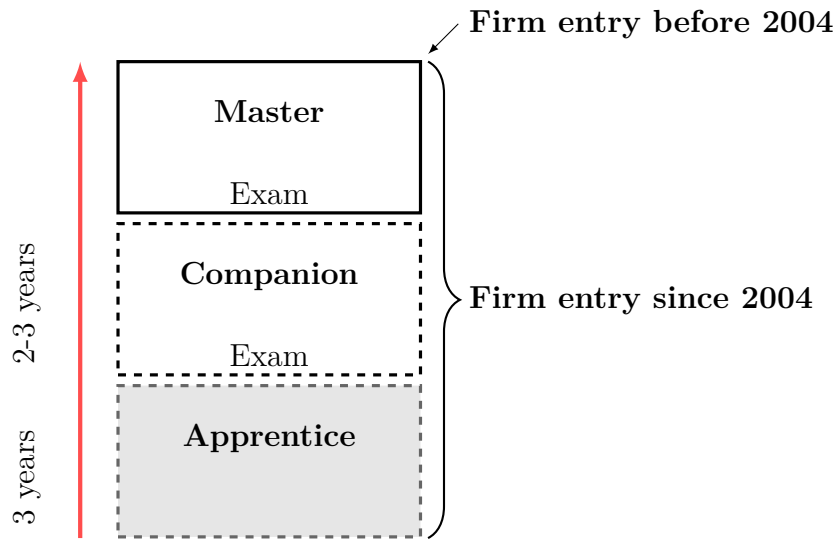 Firm entry before 2004
Master
Exam
2-3 years
Companion
Firm entry since 2004
Exam
3 years
Apprentice